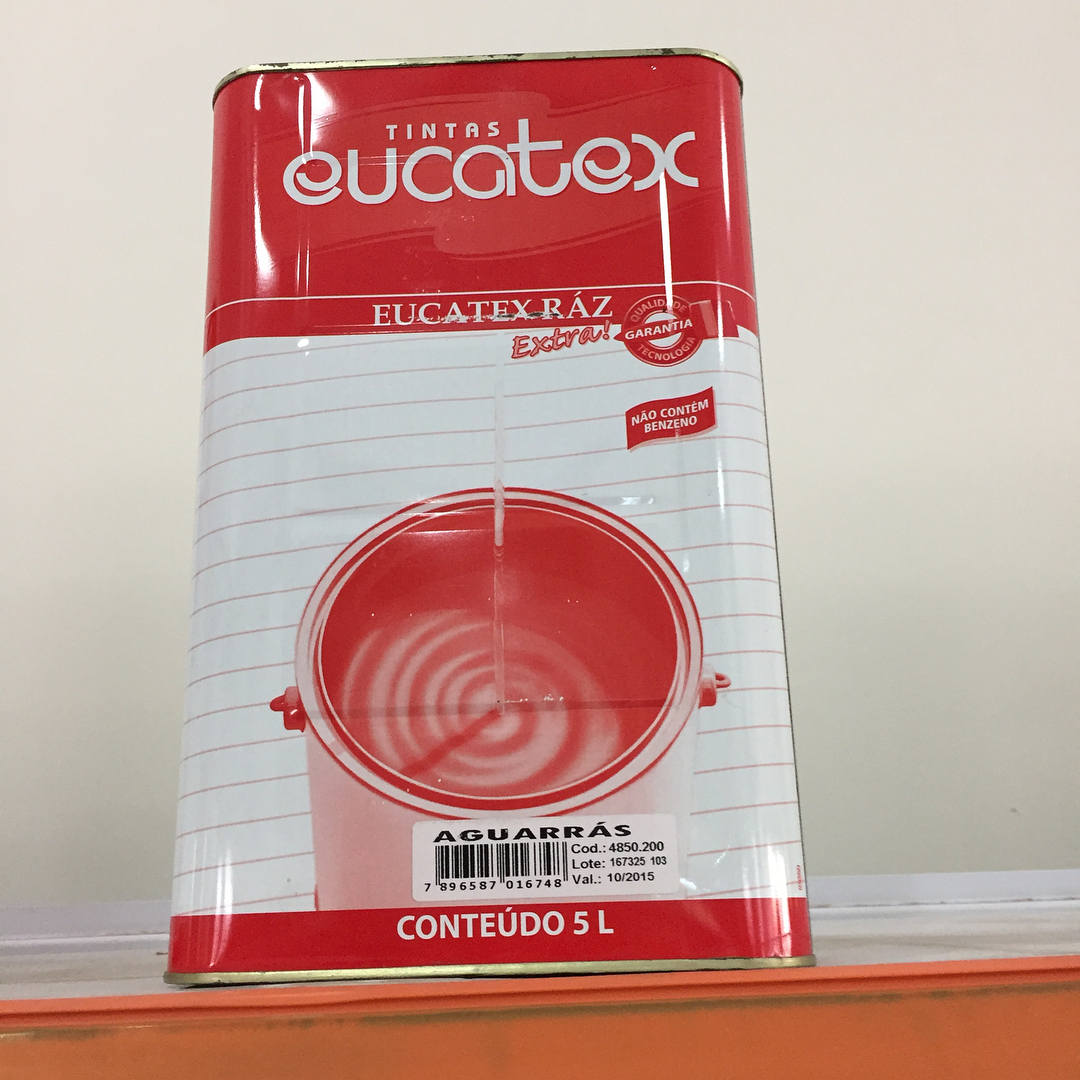 TINTAS
eucatex
EUCATEX RÁZ
Extra!
QUALIDADE
GARANTIA
TECNOLOGIA
NÃO CONTÉM
BENZENO
AGUARRÁS
Cod.: 4850.200
Lote: 167325 103
Val.: 10/2015
7 896587 016748
CONTEÚDO 5 L